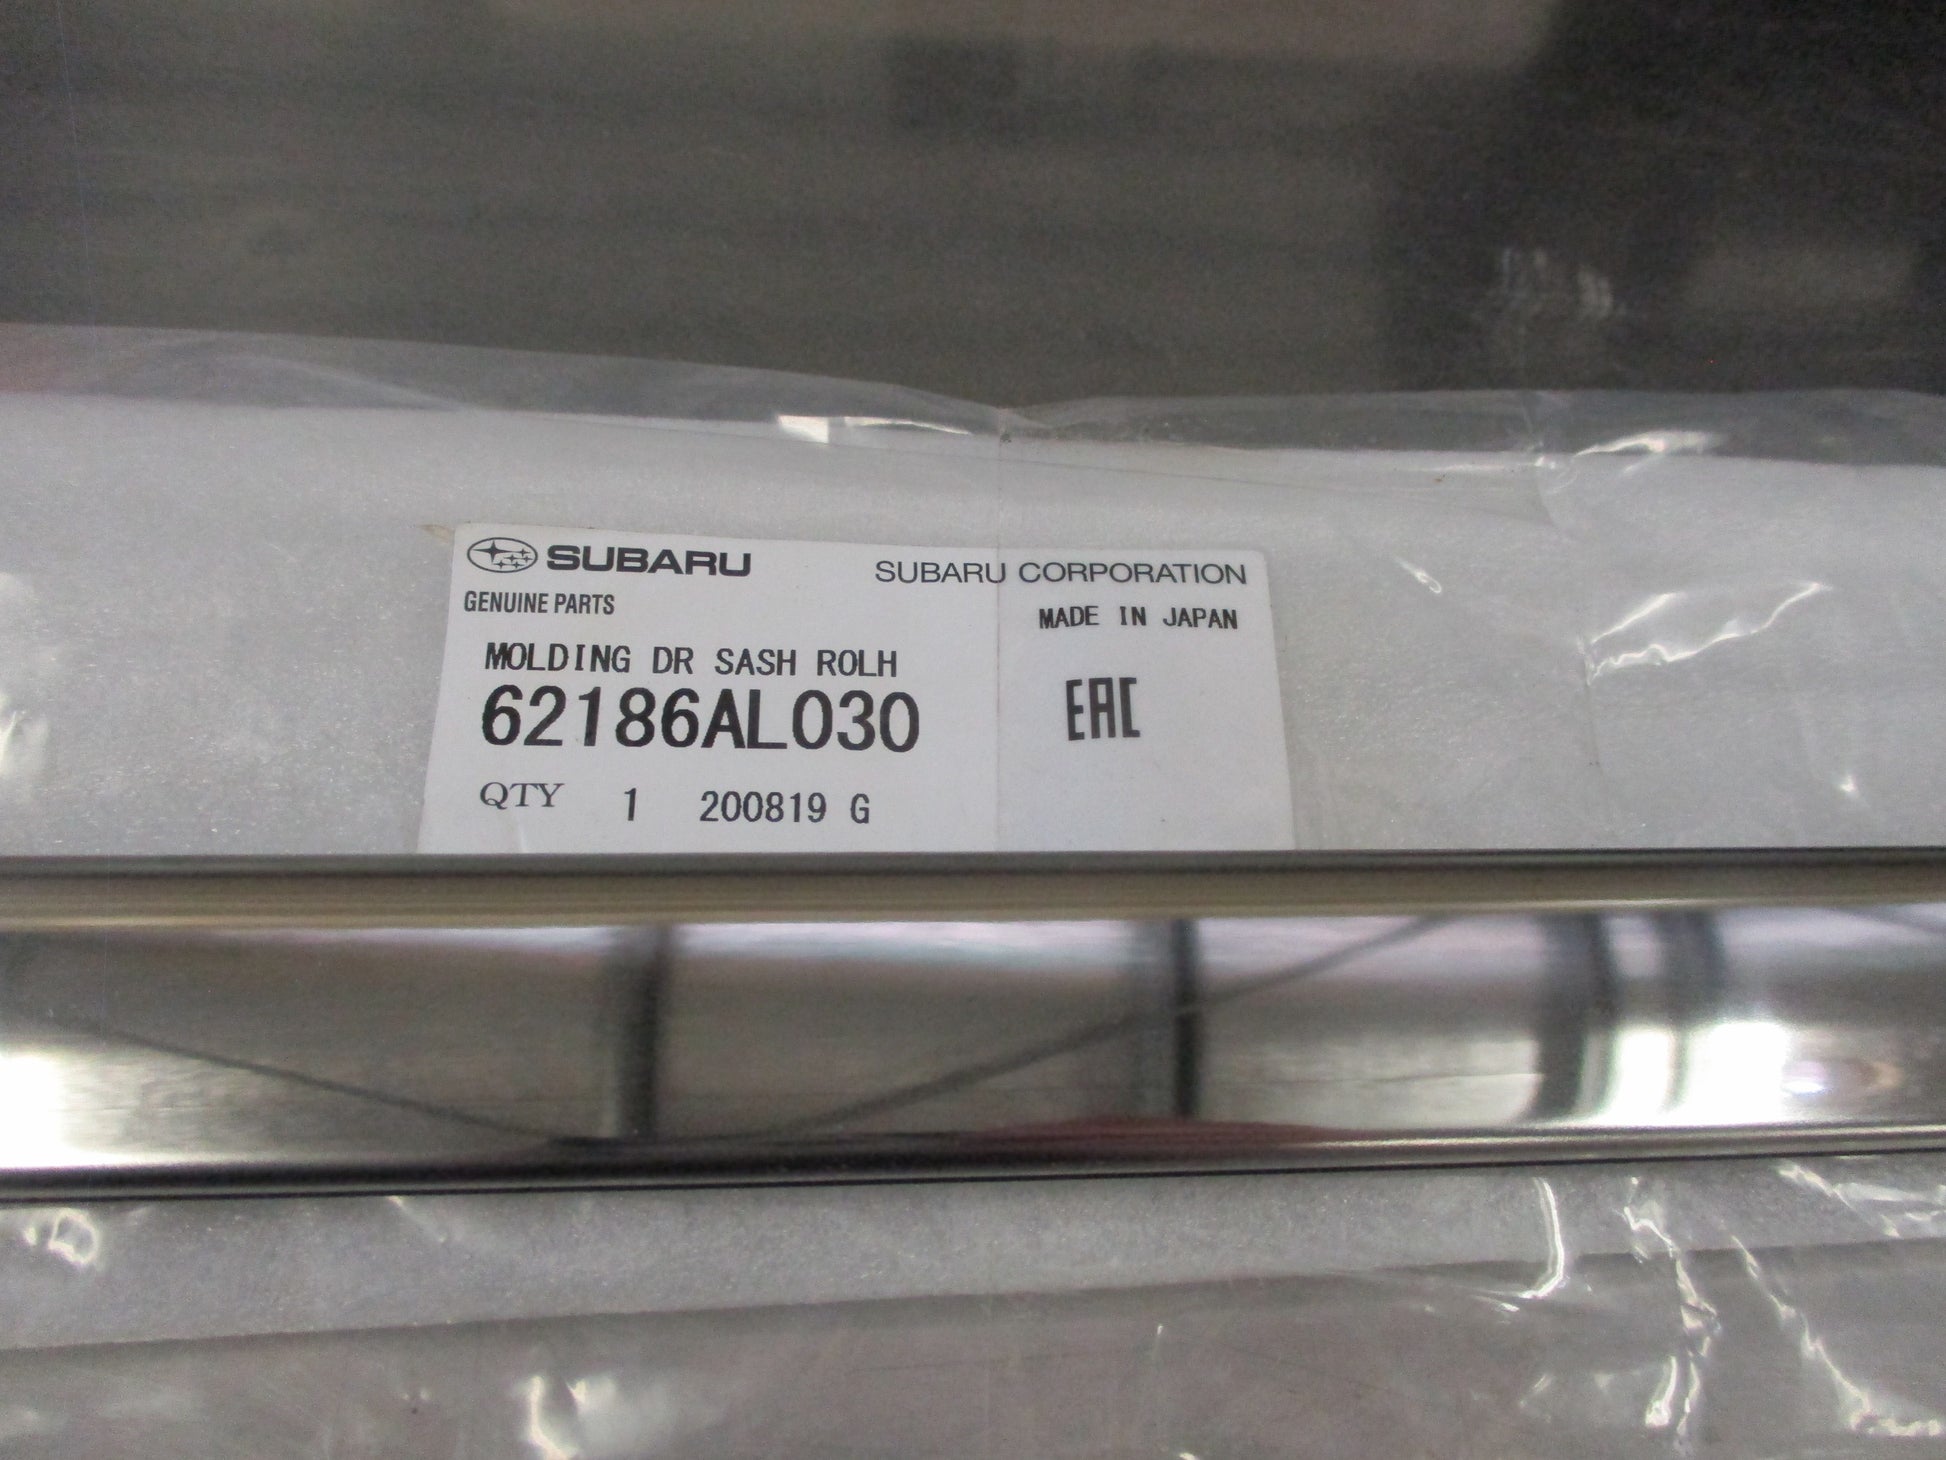 SUBARU SUBARU CORPORATION
GENUINE PARTS MADE IN JAPAN
MOLDING DR SASH ROLH
62186AL030 EAC
QTY 1 200819 G